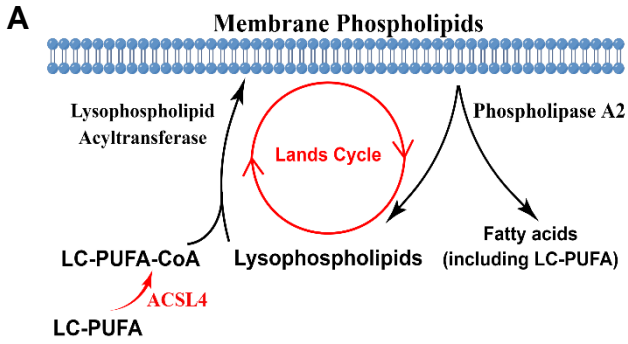 A
Membrane Phospholipids
Lysophospholipid
Acyltransferase
Phospholipase A2
Lands Cycle
LC-PUFA-CoA
Lysophospholipids
Fatty acids
(including LC-PUFA)
ACSL4
LC-PUFA